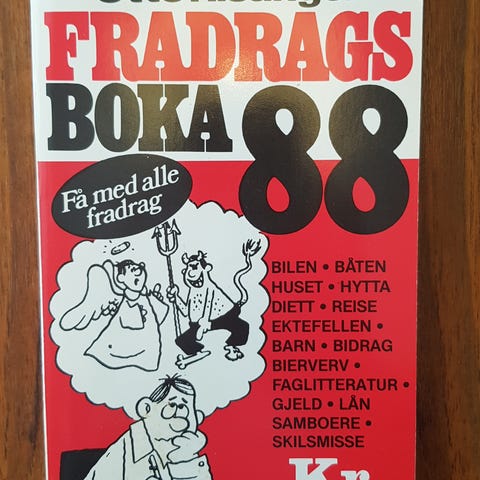 FRADRAGS
BOKA 88
Få med alle
fradrag
BILEN • BÅTEN
HUSET • HYTTA
DIETT • REISE
EKTEFELLEN •
BARN • BIDRAG
BIERVERV •
FAGLITTERATUR •
GJELD • LÅN
SAMBOERE •
SKILSMISSE
Kr